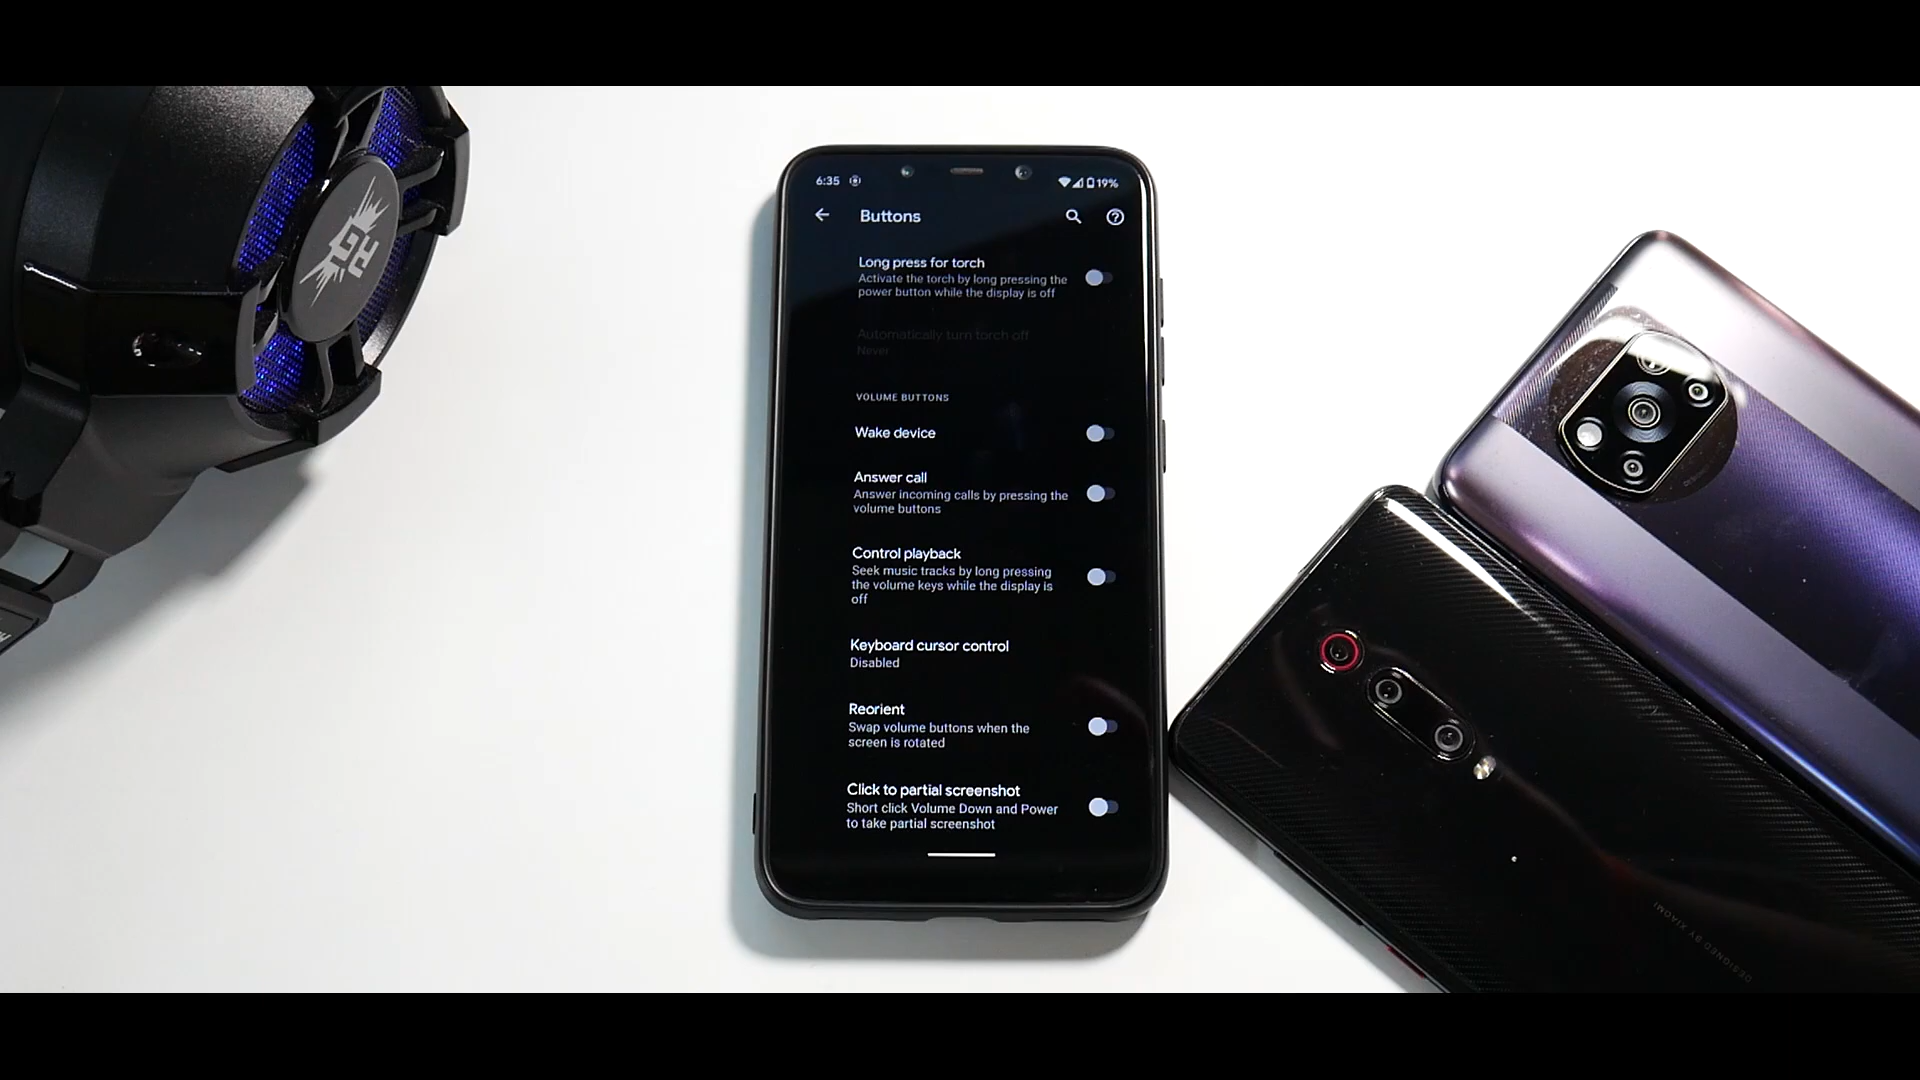 6:35
19%
Buttons
Long press for torch
Activate the torch by long pressing the
power button while the display is off
Automatically turn torch off
Never
VOLUME BUTTONS
Wake device
Answer call
Answer incoming calls by pressing the
volume buttons
Control playback
Seek music tracks by long pressing
the volume keys while the display is
off
Keyboard cursor control
Disabled
Reorient
Swap volume buttons when the
screen is rotated
Click to partial screenshot
Short click Volume Down and Power
to take partial screenshot
DESIGNED BY XIAOMI